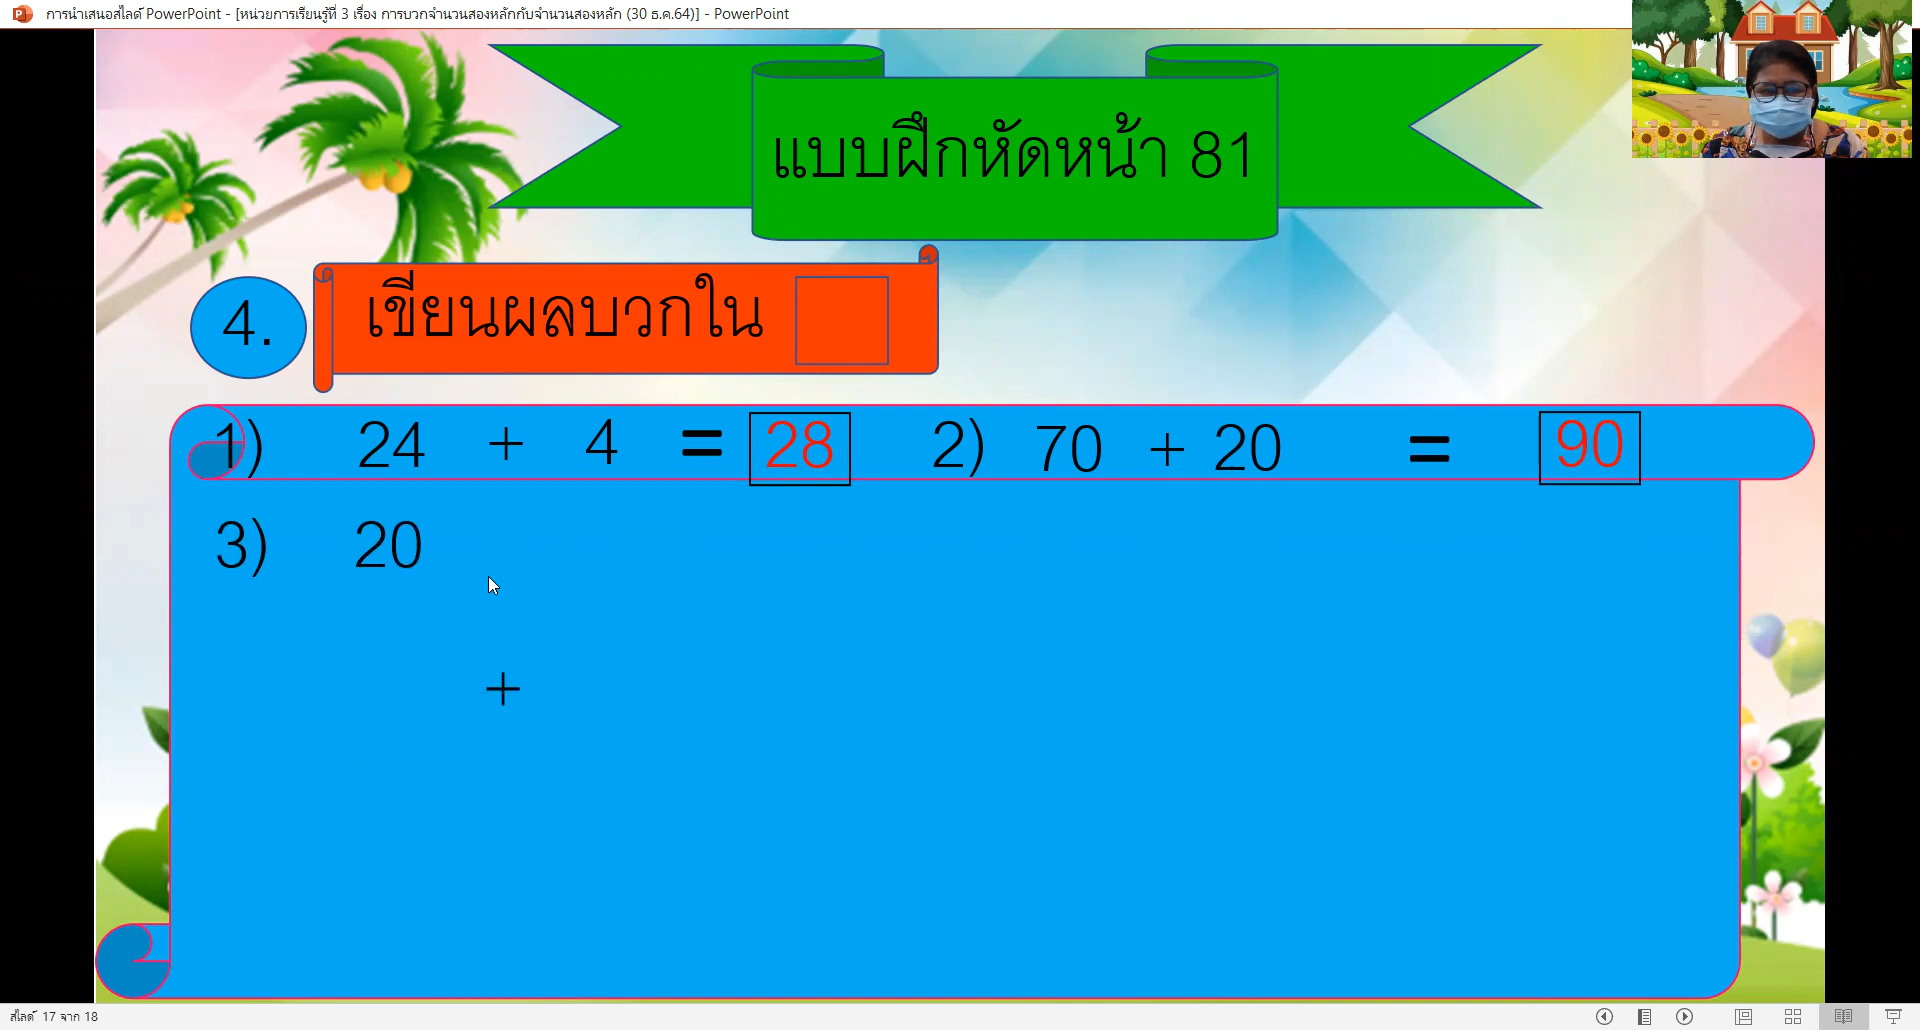 การนำเสนอสไลด์ PowerPoint - [หน่วยการเรียนรู้ที่ 3 เรื่อง การบวกจำนวนสองหลักกับจำนวนสองหลัก (30 ธ.ค.64)] - PowerPoint
แบบฝึกหัดหน้า 81
4. เขียนผลบวกใน
1) 24 + 4 = 28 2) 70 + 20 = 90
3) 20
+
สไลด์ 17 จาก 18